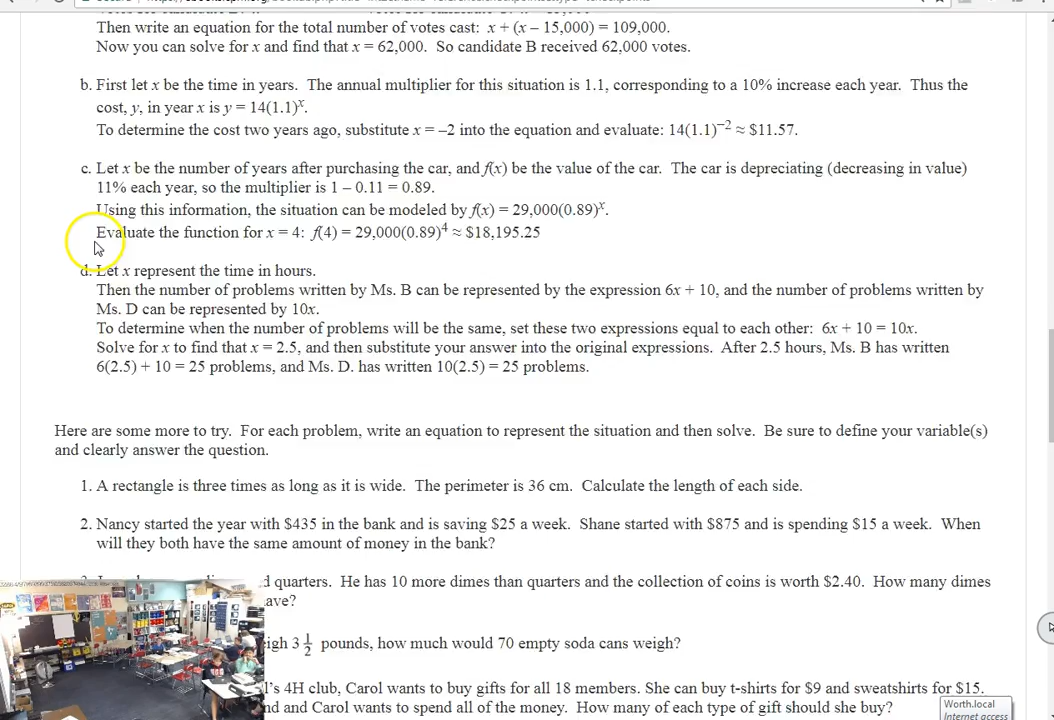 Then write an equation for the total number of votes cast: x + (x – 15,000) = 109,000.
Now you can solve for x and find that x = 62,000. So candidate B received 62,000 votes.
b. First let x be the time in years. The annual multiplier for this situation is 1.1, corresponding to a 10% increase each year. Thus the
cost, y, in year x is y = 14(1.1)ˣ.
To determine the cost two years ago, substitute x = –2 into the equation and evaluate: 14(1.1)⁻² ≈ $11.57.
c. Let x be the number of years after purchasing the car, and f(x) be the value of the car. The car is depreciating (decreasing in value)
11% each year, so the multiplier is 1 – 0.11 = 0.89.
Using this information, the situation can be modeled by f(x) = 29,000(0.89)ˣ.
Evaluate the function for x = 4: f(4) = 29,000(0.89)⁴ ≈ $18,195.25
d. Let x represent the time in hours.
Then the number of problems written by Ms. B can be represented by the expression 6x + 10, and the number of problems written by
Ms. D can be represented by 10x.
To determine when the number of problems will be the same, set these two expressions equal to each other: 6x + 10 = 10x.
Solve for x to find that x = 2.5, and then substitute your answer into the original expressions. After 2.5 hours, Ms. B has written
6(2.5) + 10 = 25 problems, and Ms. D. has written 10(2.5) = 25 problems.
Here are some more to try. For each problem, write an equation to represent the situation and then solve. Be sure to define your variable(s)
and clearly answer the question.
1. A rectangle is three times as long as it is wide. The perimeter is 36 cm. Calculate the length of each side.
2. Nancy started the year with $435 in the bank and is saving $25 a week. Shane started with $875 and is spending $15 a week. When
will they both have the same amount of money in the bank?
quarters. He has 10 more dimes than quarters and the collection of coins is worth $2.40. How many dimes
ave?
igh 3 1/2 pounds, how much would 70 empty soda cans weigh?
l's 4H club, Carol wants to buy gifts for all 18 members. She can buy t-shirts for $9 and sweatshirts for $15.
nd and Carol wants to spend all of the money. How many of each type of gift should she buy?
Worth.local
Internet access